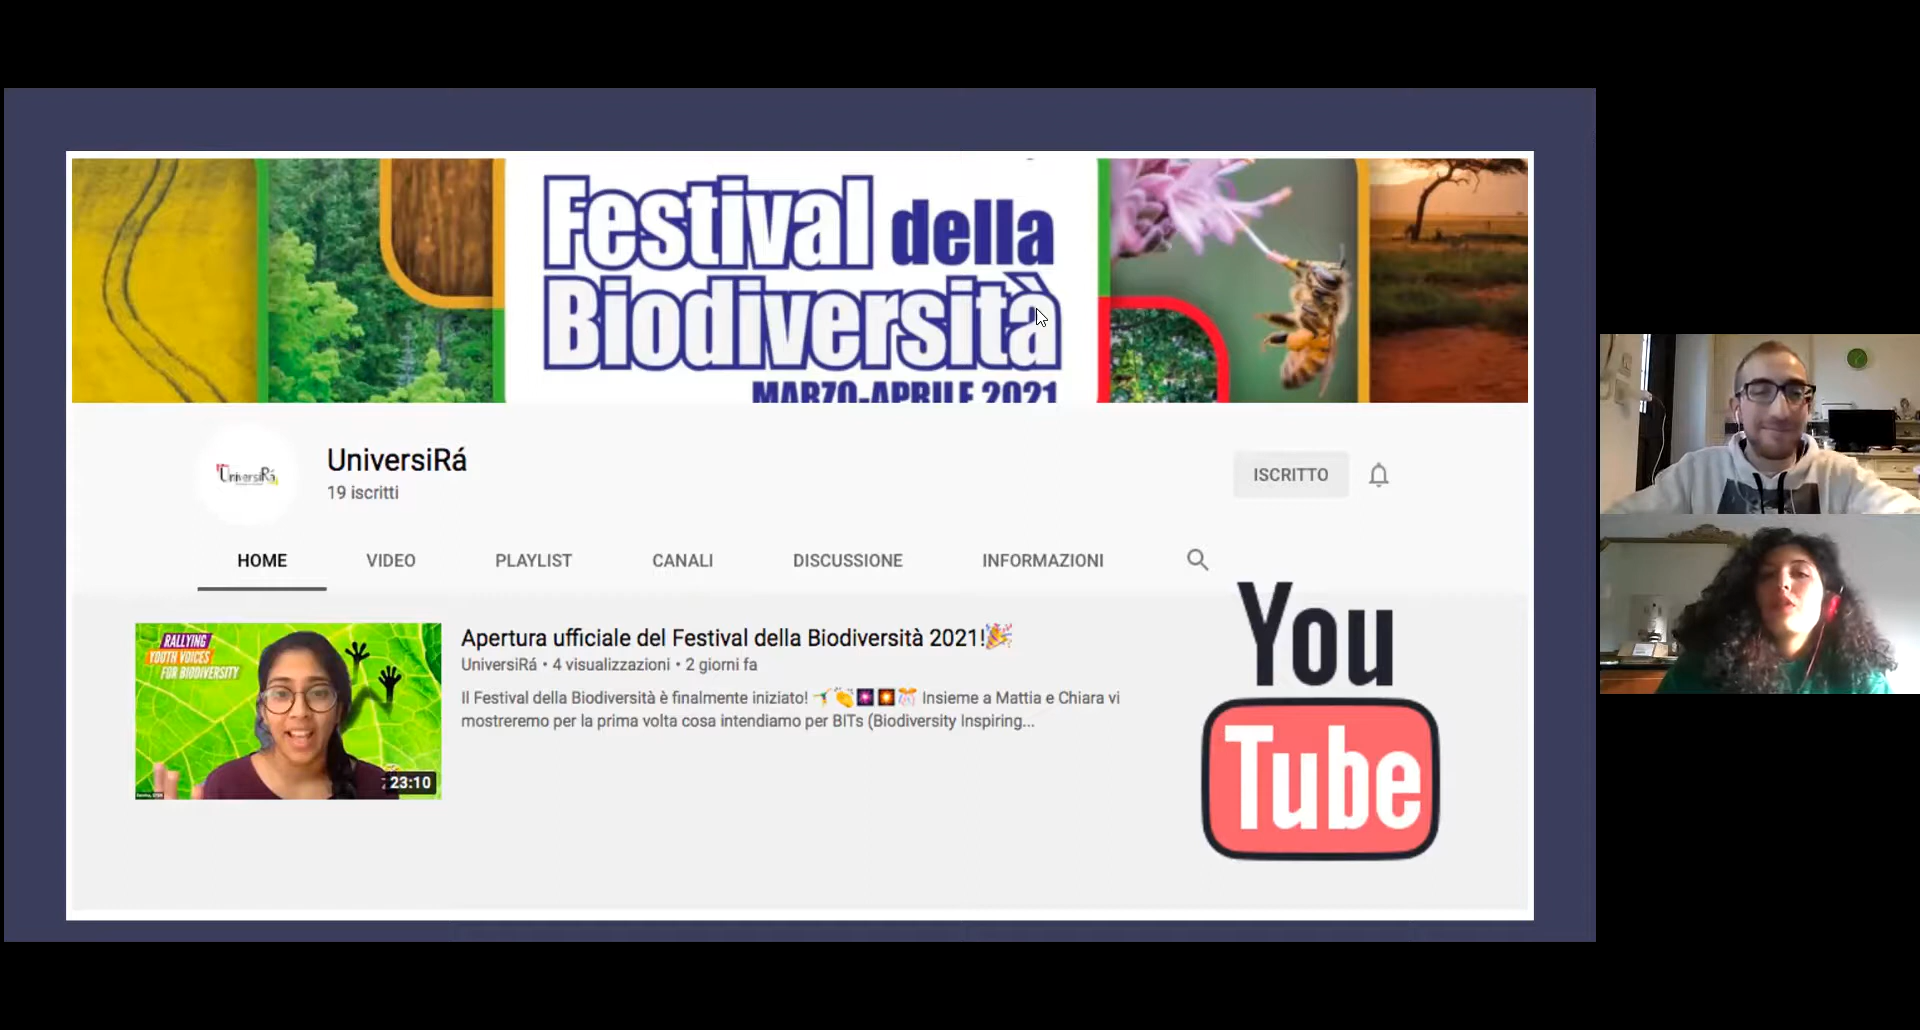 Festival della
Biodiversità
MARZO-APRILE 2021
UniversiRá
UniversiRá
19 iscritti
ISCRITTO
HOME
VIDEO
PLAYLIST
CANALI
DISCUSSIONE
INFORMAZIONI
RALLYING
YOUTH VOICES
FOR BIODIVERSITY
23:10
Apertura ufficiale del Festival della Biodiversità 2021!🎉
UniversiRá • 4 visualizzazioni • 2 giorni fa
Il Festival della Biodiversità è finalmente iniziato! Insieme a Mattia e Chiara vi
mostreremo per la prima volta cosa intendiamo per BITs (Biodiversity Inspiring...
You
Tube